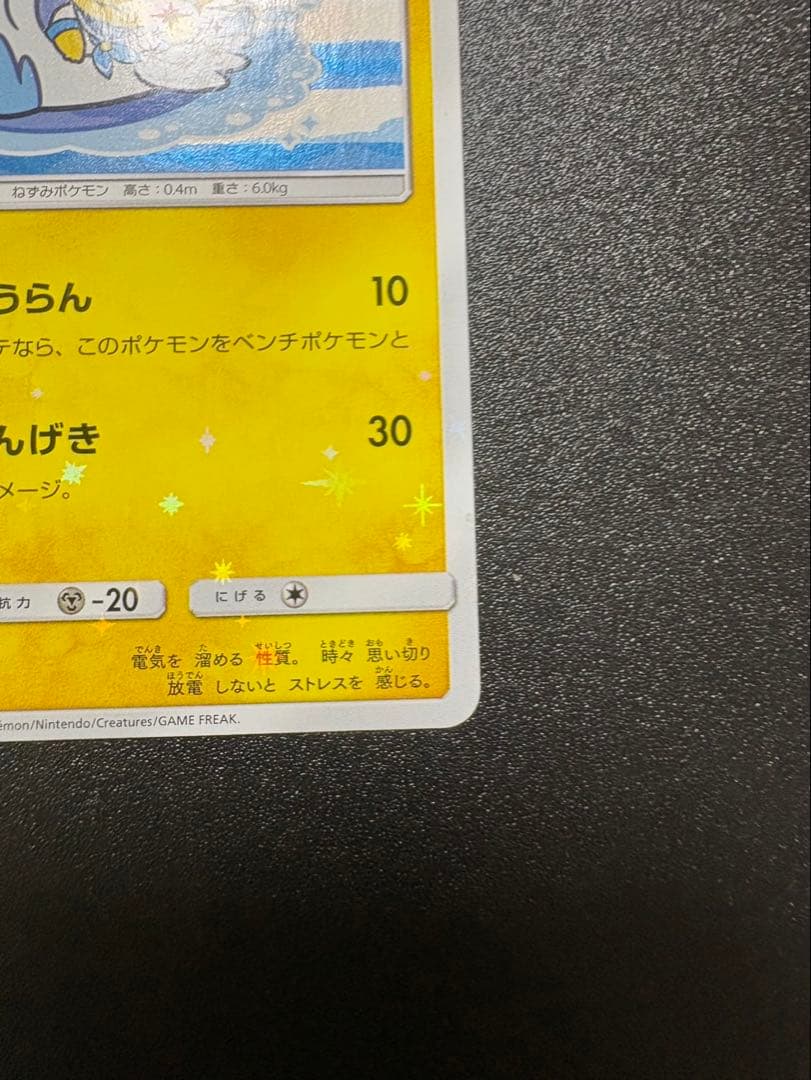 ねずみポケモン 高さ：0.4m 重さ：6.0kg
うらん 10
なら、このポケモンをベンチポケモンと
んげき 30
メージ。
抗力 -20 にげる
電気を 溜める 性質。 時々 思い切り
放電 しないと ストレスを 感じる。
émon/Nintendo/Creatures/GAME FREAK.